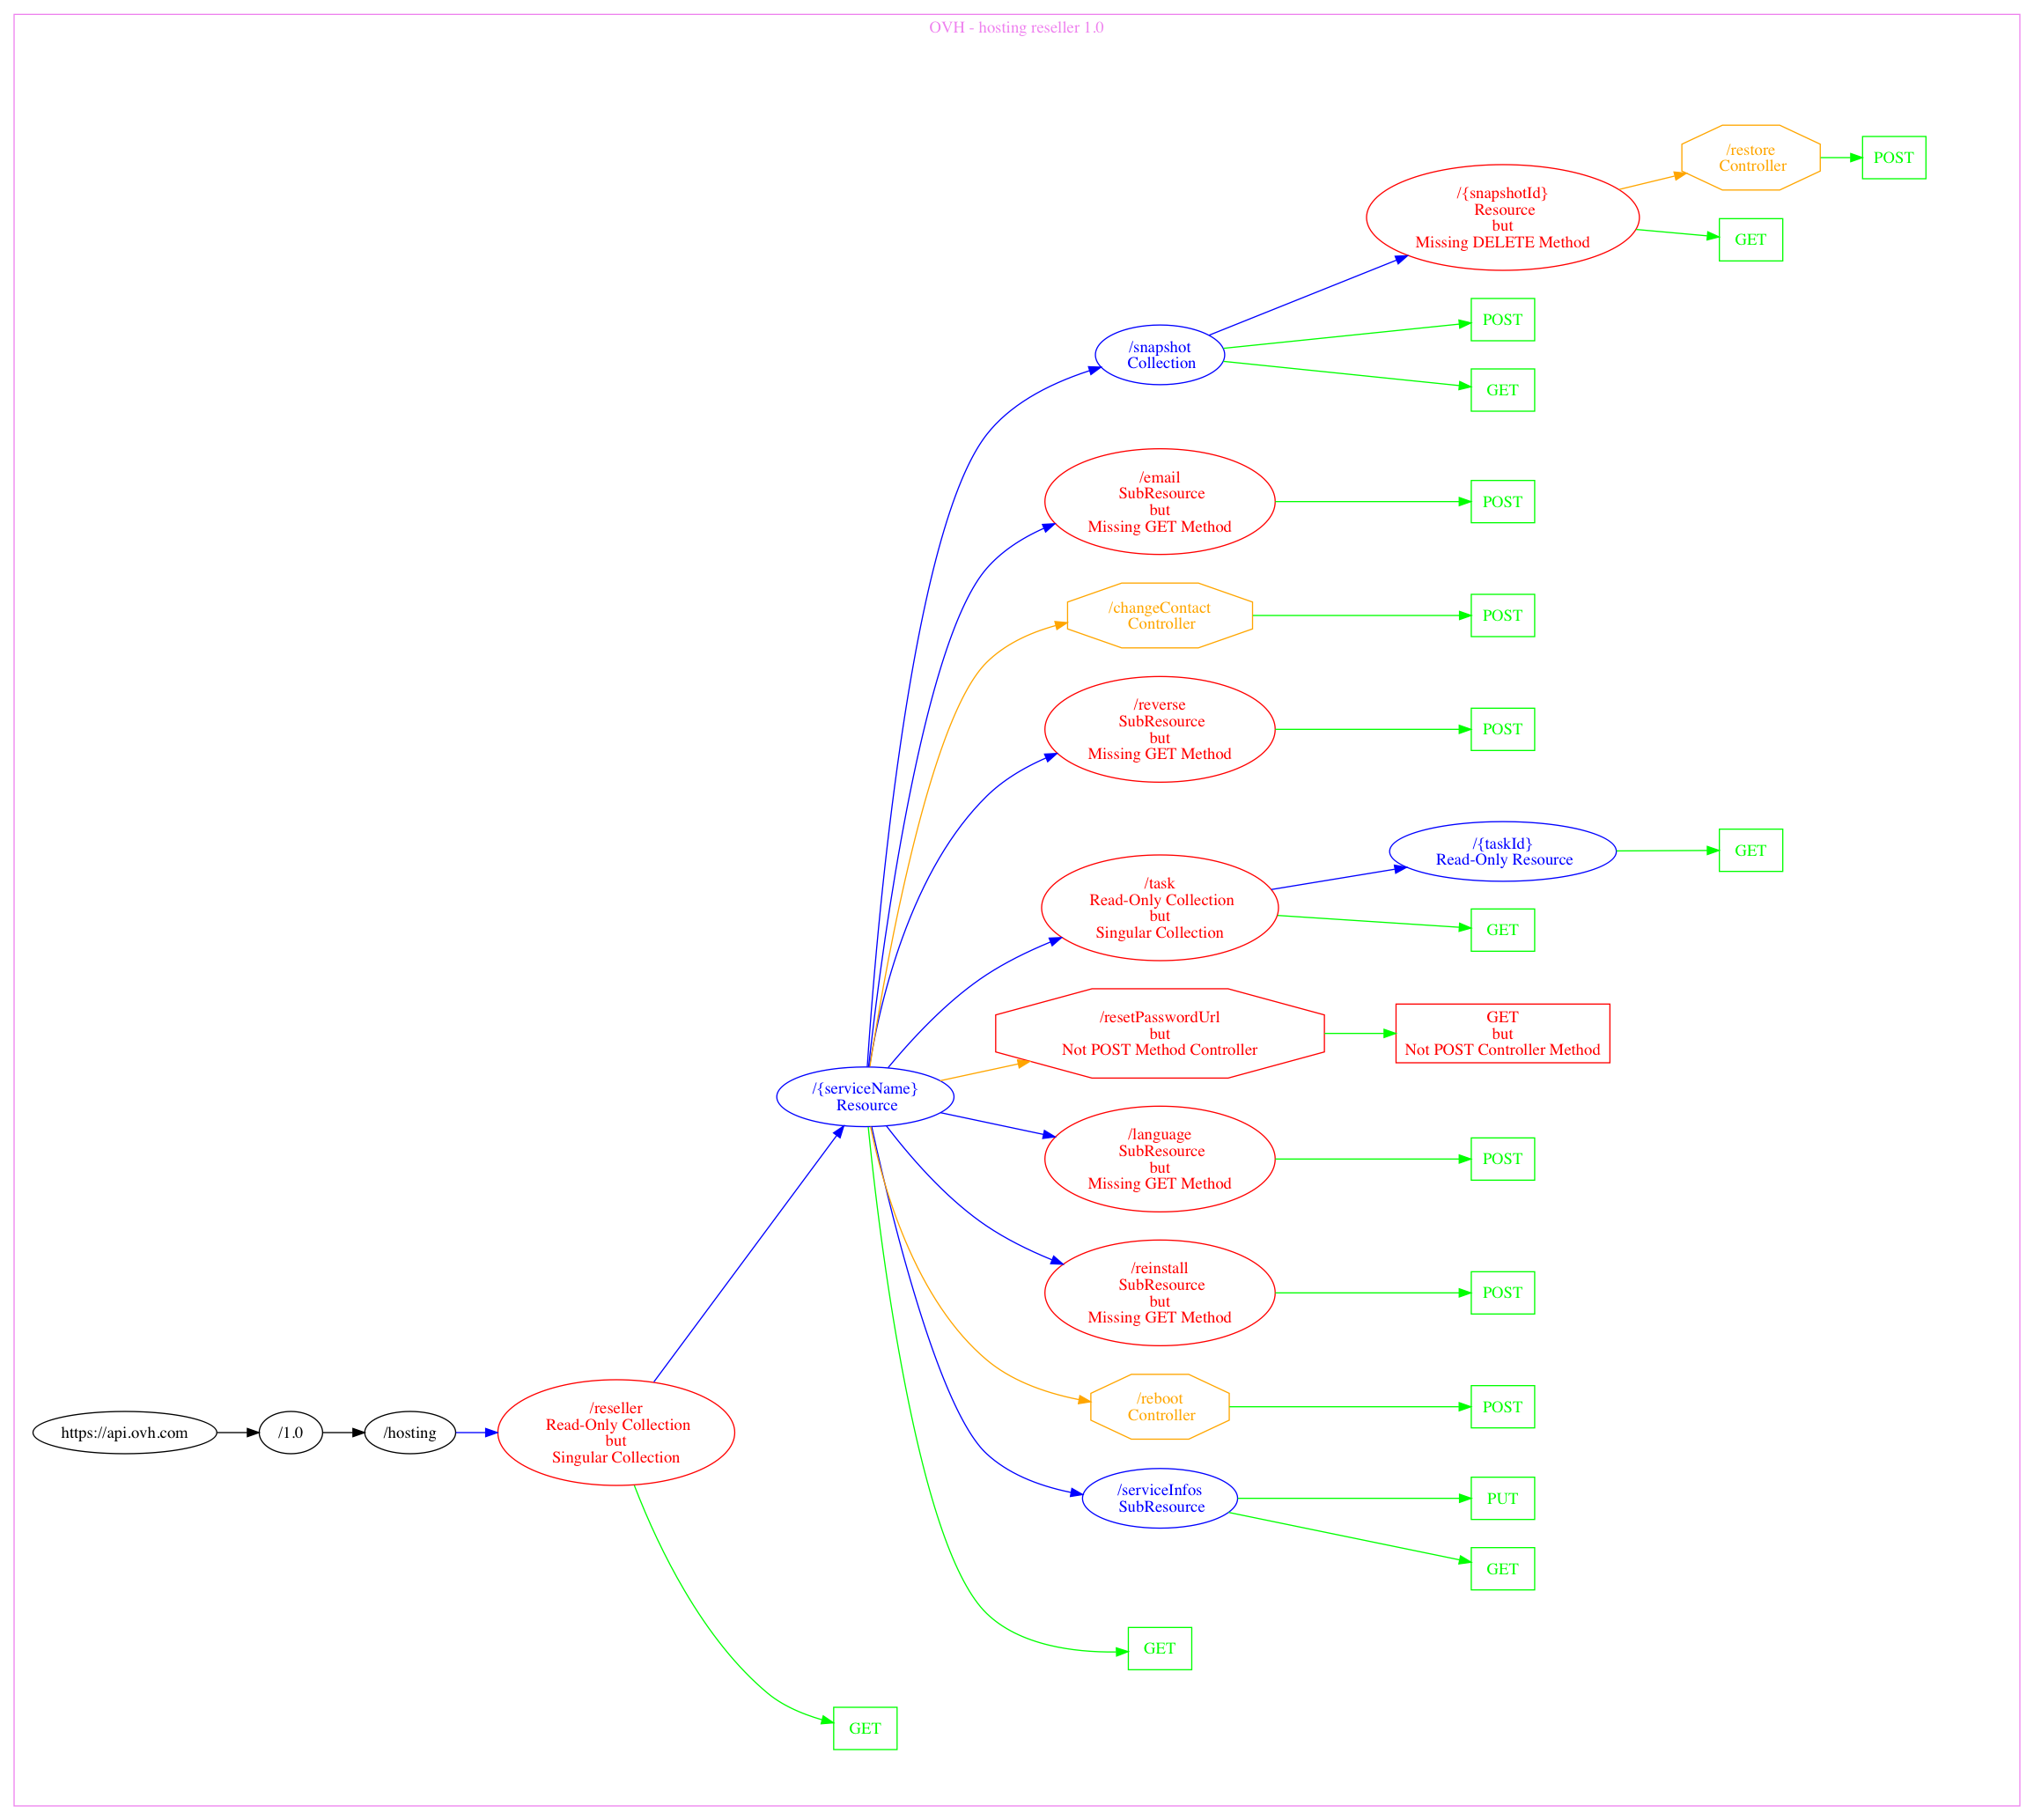 OVH - hosting reseller 1.0
/restore
Controller
POST
/{snapshotId}
Resource
but
Missing DELETE Method
GET
POST
/snapshot
Collection
GET
/email
SubResource
but
Missing GET Method
POST
/changeContact
Controller
POST
/reverse
SubResource
but
Missing GET Method
POST
/{taskId}
Read-Only Resource
GET
/task
Read-Only Collection
but
Singular Collection
GET
/resetPasswordUrl
but
Not POST Method Controller
GET
but
Not POST Controller Method
/{serviceName}
Resource
/language
SubResource
but
Missing GET Method
POST
/reinstall
SubResource
but
Missing GET Method
POST
/reboot
Controller
POST
https://api.ovh.com
/1.0
/hosting
/reseller
Read-Only Collection
but
Singular Collection
/serviceInfos
SubResource
PUT
GET
GET
GET